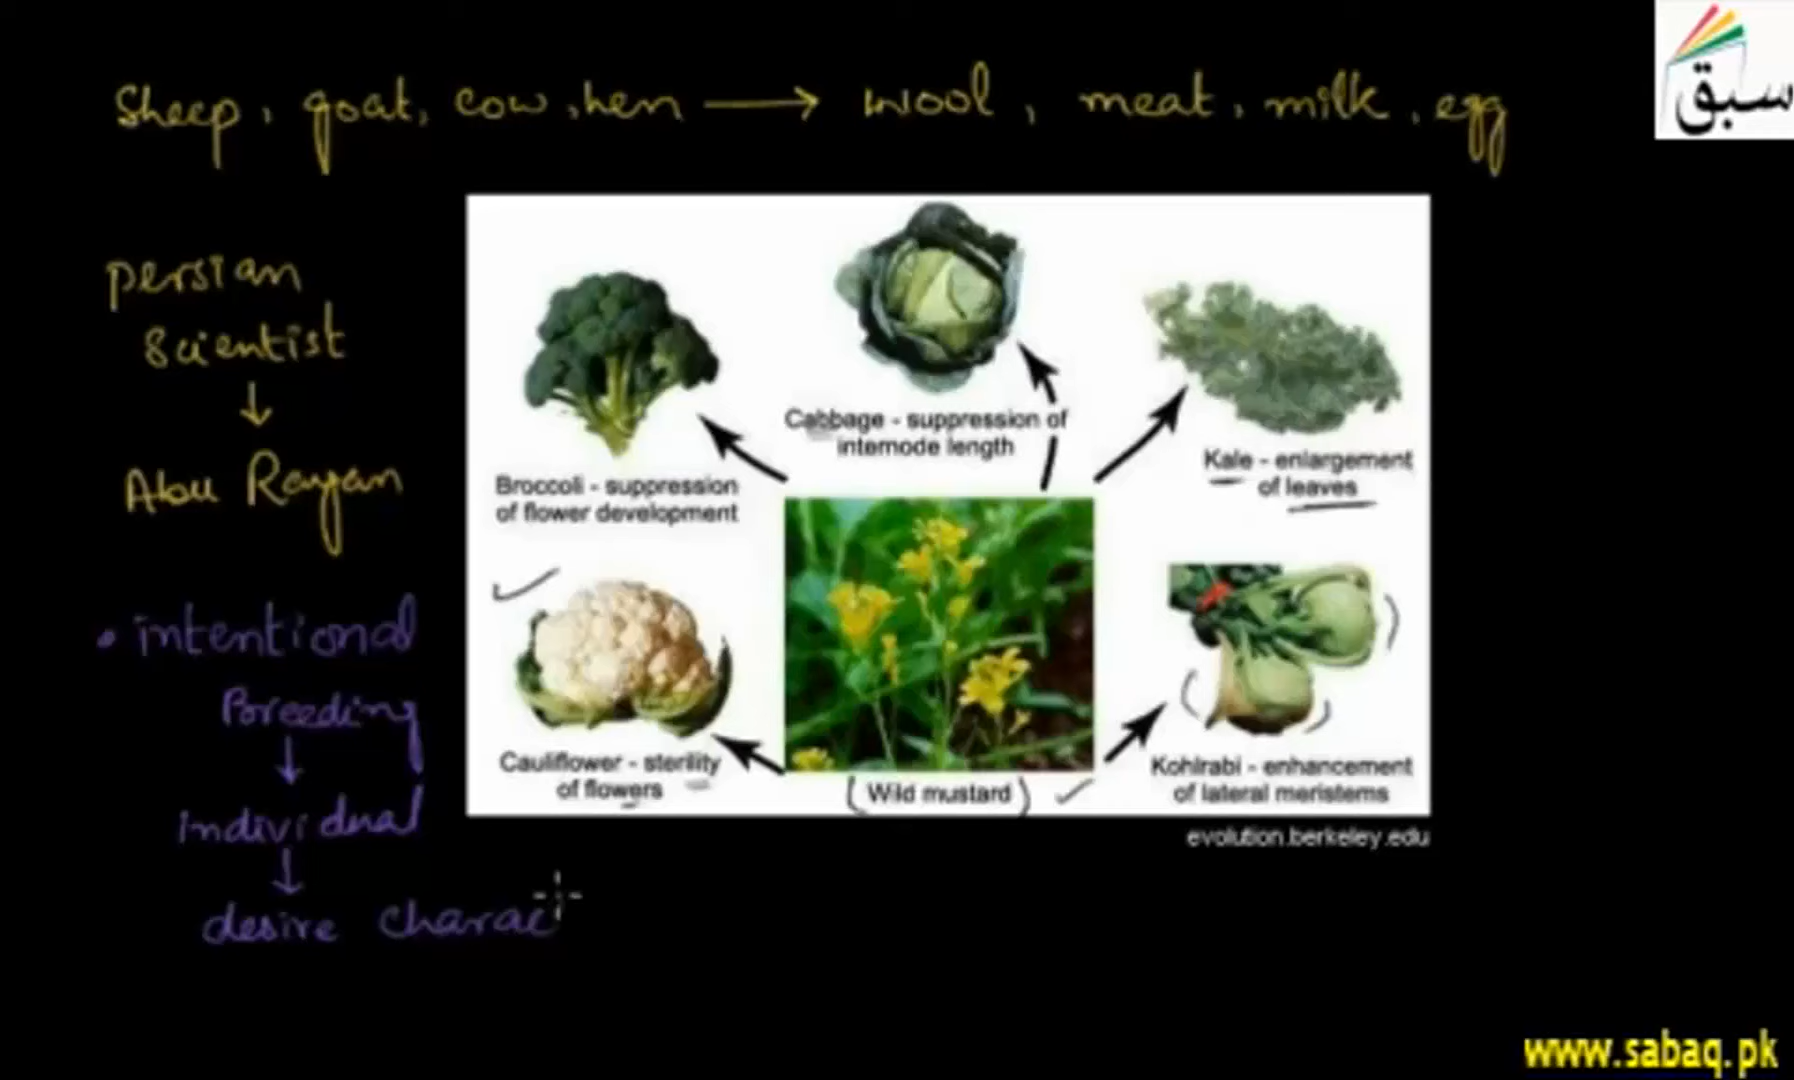 Sheep, goat, cow, hen → wool, meat, milk, egg
سبق
persian
scientist
↓
Abu Rayan
• intentional
Breeding
↓
individual
↓
desire charac
Cabbage - suppression of
internode length
Broccoli - suppression
of flower development
Kale - enlargement
of leaves
Cauliflower - sterility
of flowers
Wild mustard
Kohlrabi - enhancement
of lateral meristems
evolution.berkeley.edu
www.sabaq.pk